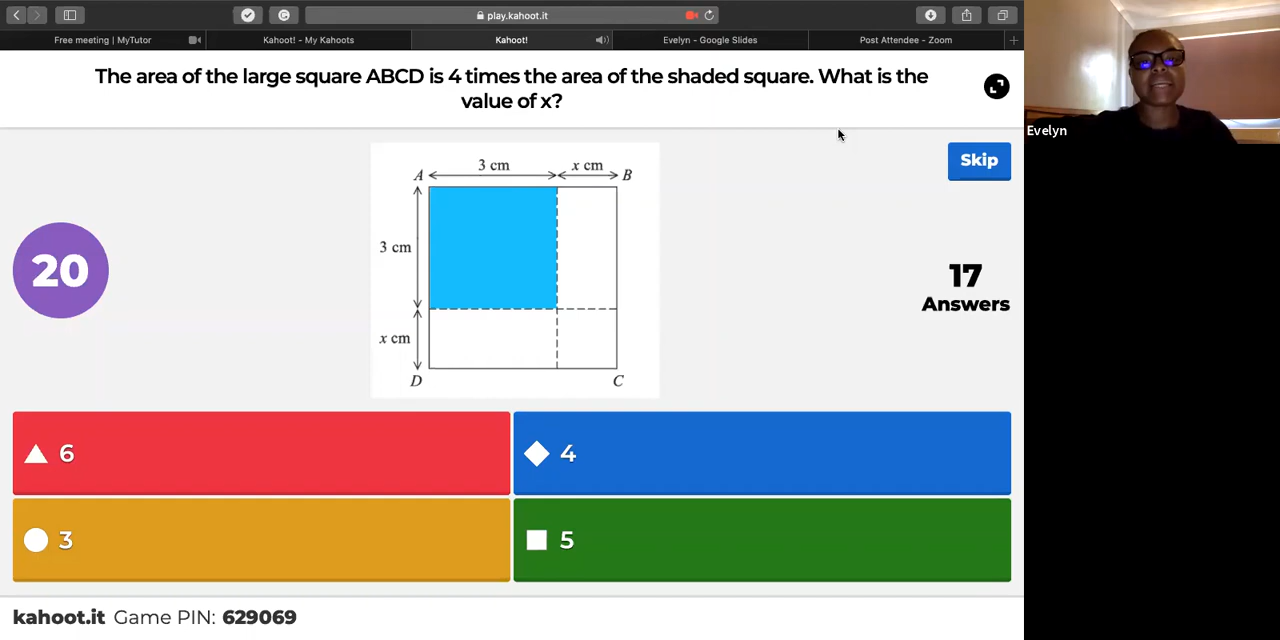 play.kahoot.it
Free meeting | MyTutor
Kahoot! - My Kahoots
Kahoot!
Evelyn - Google Slides
Post Attendee - Zoom
The area of the large square ABCD is 4 times the area of the shaded square. What is the
value of x?
Evelyn
Skip
A
3 cm
x cm
B
3 cm
20
17
Answers
x cm
D
C
6
4
3
5
kahoot.it Game PIN: 629069